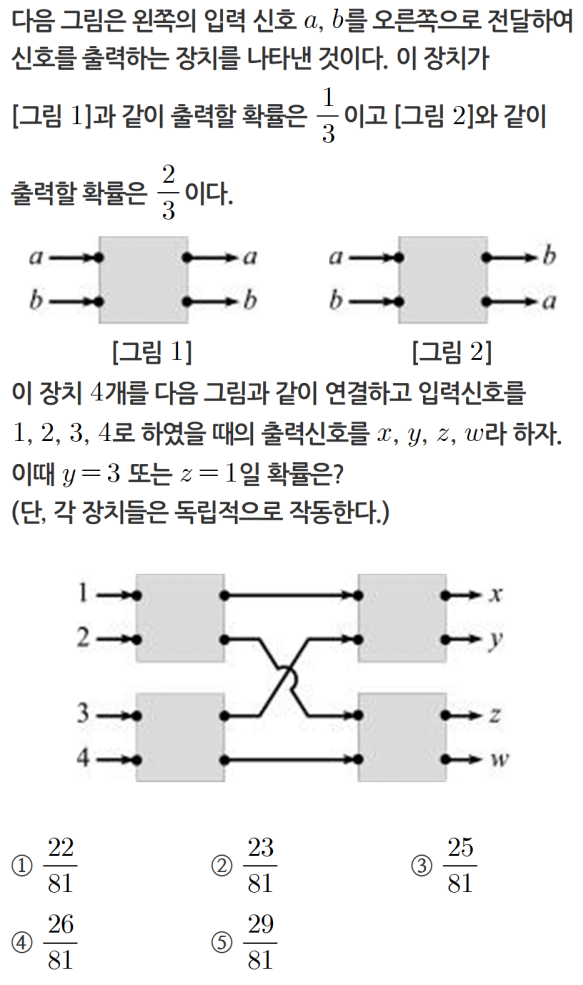 다음 그림은 왼쪽의 입력 신호 a, b를 오른쪽으로 전달하여
신호를 출력하는 장치를 나타낸 것이다. 이 장치가
[그림 1]과 같이 출력할 확률은 1/3 이고 [그림 2]와 같이
출력할 확률은 2/3 이다.
a a a b
b b b a
[그림 1] [그림 2]
이 장치 4개를 다음 그림과 같이 연결하고 입력신호를
1, 2, 3, 4로 하였을 때의 출력신호를 x, y, z, w라 하자.
이때 y = 3 또는 z = 1일 확률은?
(단, 각 장치들은 독립적으로 작동한다.)
1 x
2 y
3 z
4 w
① 22/81 ② 23/81 ③ 25/81
④ 26/81 ⑤ 29/81